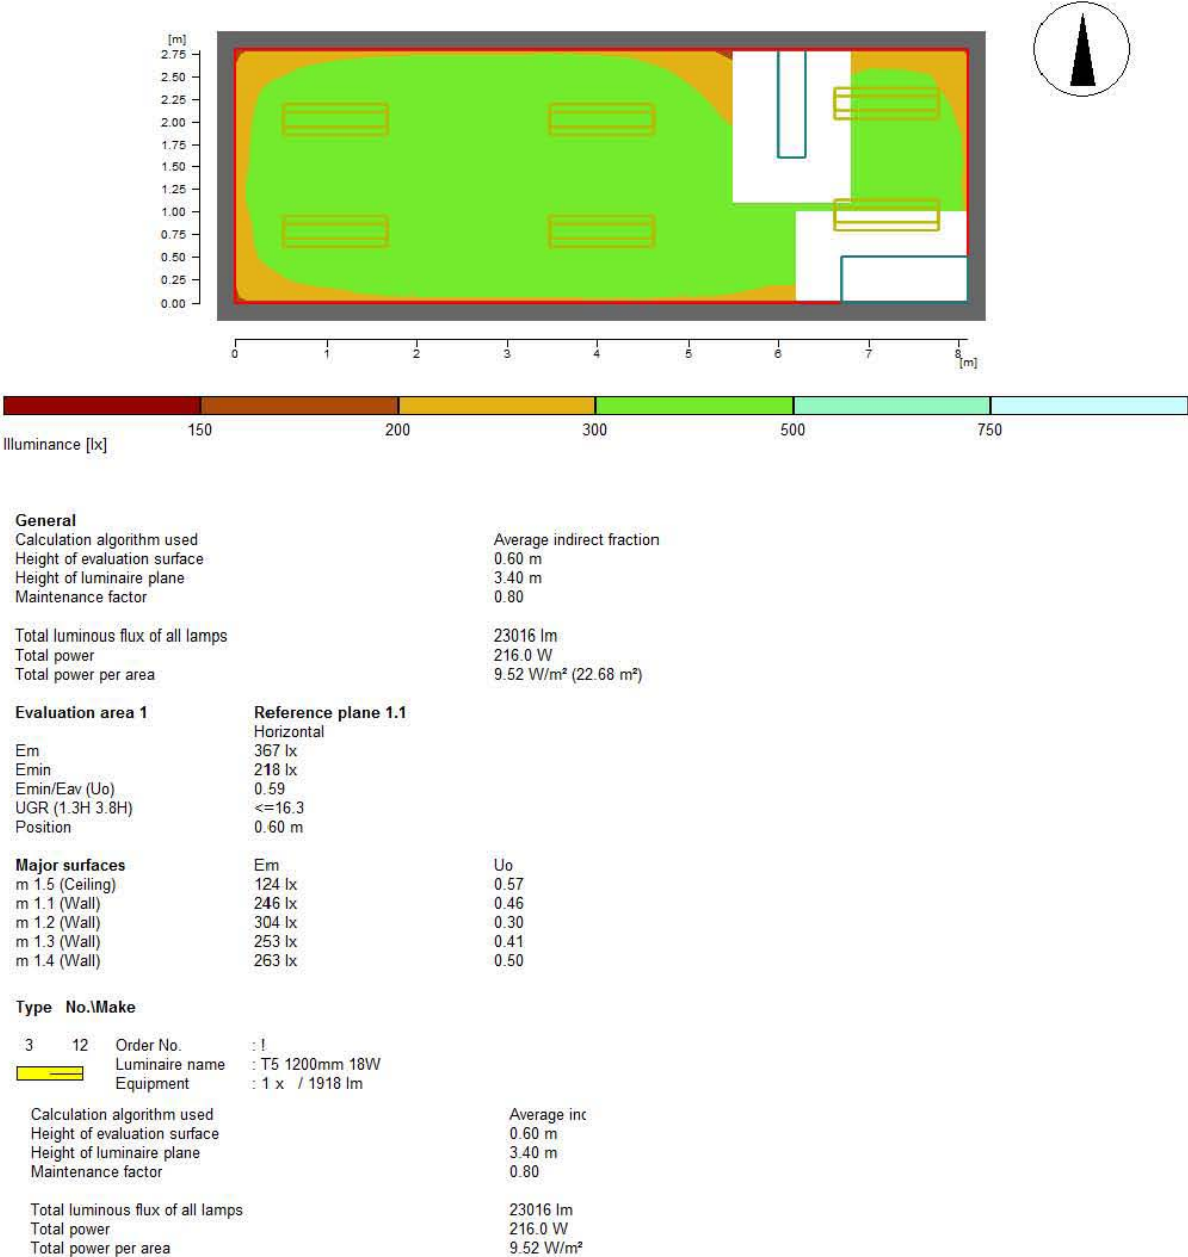 [m]
2.75
2.50
2.25
2.00
1.75
1.50
1.25
1.00
0.75
0.50
0.25
0.00
0 1 2 3 4 5 6 7 8
[m]
150 200 300 500 750
Illuminance [lx]
General
Calculation algorithm used Average indirect fraction
Height of evaluation surface 0.60 m
Height of luminaire plane 3.40 m
Maintenance factor 0.80
Total luminous flux of all lamps 23016 lm
Total power 216.0 W
Total power per area 9.52 W/m² (22.68 m²)
Evaluation area 1 Reference plane 1.1
Horizontal
Em 367 lx
Emin 218 lx
Emin/Eav (Uo) 0.59
UGR (1.3H 3.8H) <=16.3
Position 0.60 m
Major surfaces Em Uo
m 1.5 (Ceiling) 124 lx 0.57
m 1.1 (Wall) 246 lx 0.46
m 1.2 (Wall) 304 lx 0.30
m 1.3 (Wall) 253 lx 0.41
m 1.4 (Wall) 263 lx 0.50
Type No.\Make
3 12 Order No. : !
Luminaire name : T5 1200mm 18W
Equipment : 1 x / 1918 lm
Calculation algorithm used Average inc
Height of evaluation surface 0.60 m
Height of luminaire plane 3.40 m
Maintenance factor 0.80
Total luminous flux of all lamps 23016 lm
Total power 216.0 W
Total power per area 9.52 W/m²